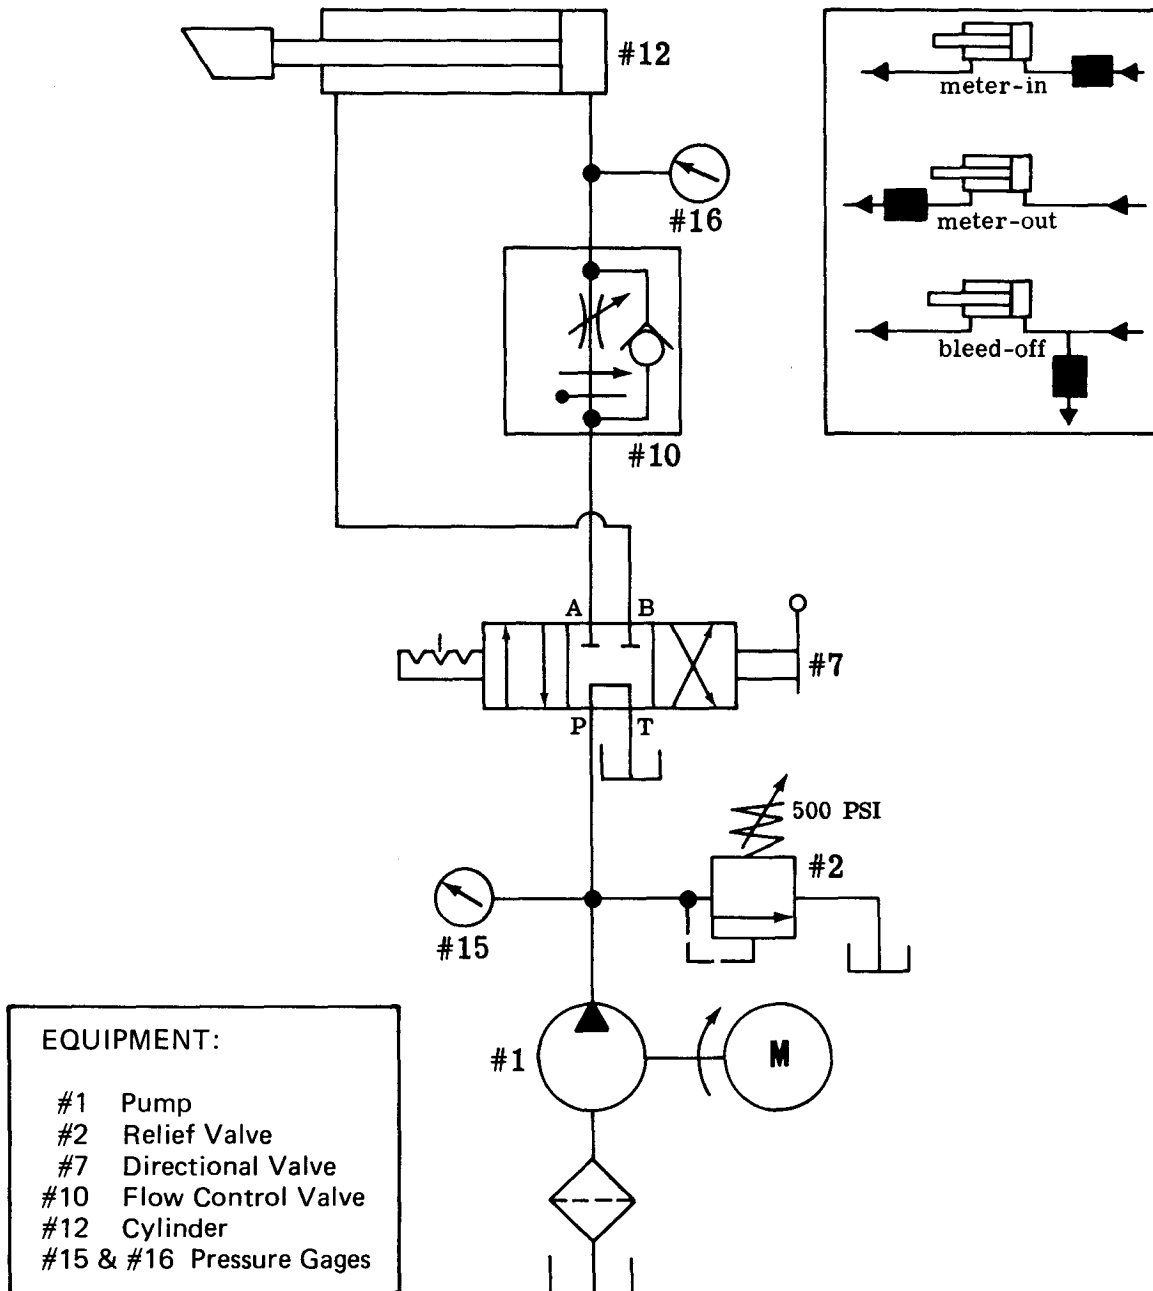 #12
meter-in
meter-out
bleed-off
#16
#10
A B
#7
P T
500 PSI
#2
#15
#1
M
EQUIPMENT:
#1 Pump
#2 Relief Valve
#7 Directional Valve
#10 Flow Control Valve
#12 Cylinder
#15 & #16 Pressure Gages